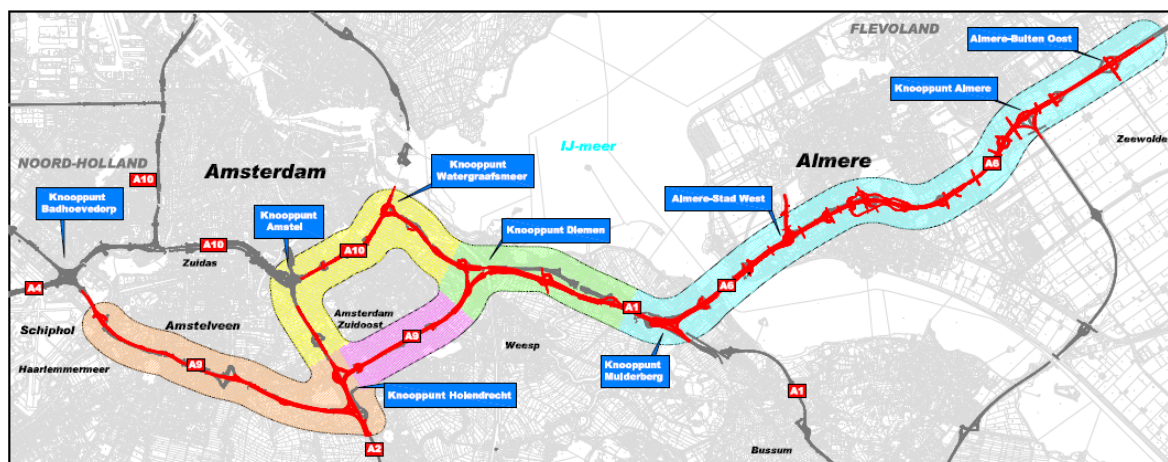 FLEVOLAND
Almere-Buiten Oost
Knooppunt Almere
Zeewolde
NOORD-HOLLAND
A10
Amsterdam
Knooppunt
Watergraafsmeer
IJ-meer
Almere
A6
Knooppunt
Badhoevedorp
Knooppunt
Amstel
Almere-Stad West
Knooppunt Diemen
A10
A10
Zuidas
A4
A6
A1
Schiphol
Amstelveen
Amsterdam
Zuidoost
A9
Weesp
Haarlemmermeer
A9
Knooppunt
Muiderberg
Knooppunt Holendrecht
A1
A2
Bussum